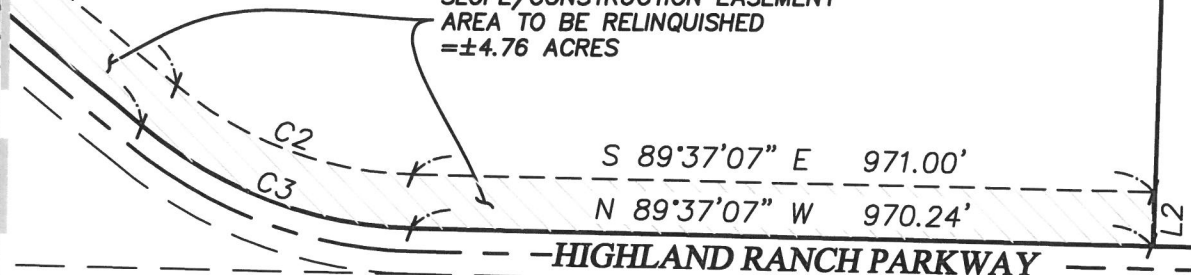 SLOPE/CONSTRUCTION EASEMENT
AREA TO BE RELINQUISHED
=±4.76 ACRES
C2
S 89°37'07" E 971.00'
C3
N 89°37'07" W 970.24'
L2
HIGHLAND RANCH PARKWAY